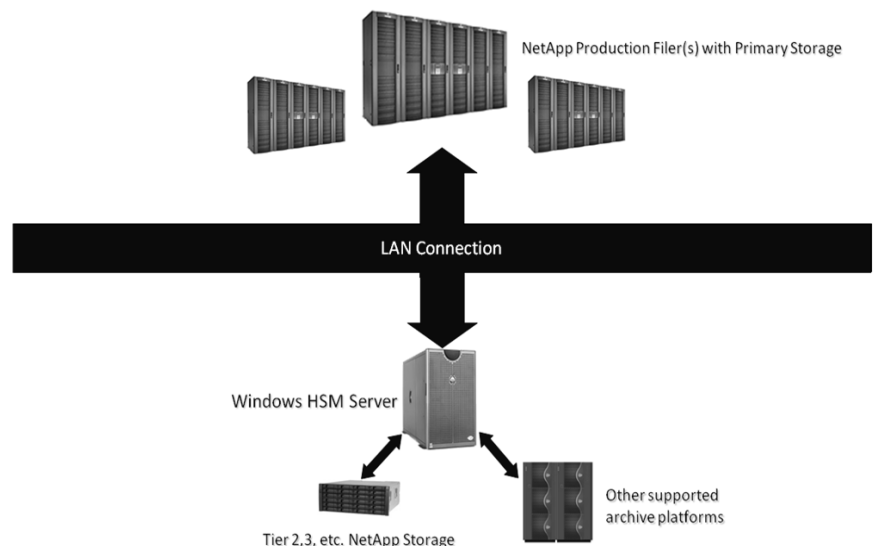 NetApp Production Filer(s) with Primary Storage
LAN Connection
Windows HSM Server
Other supported
archive platforms
Tier 2,3, etc. NetApp Storage